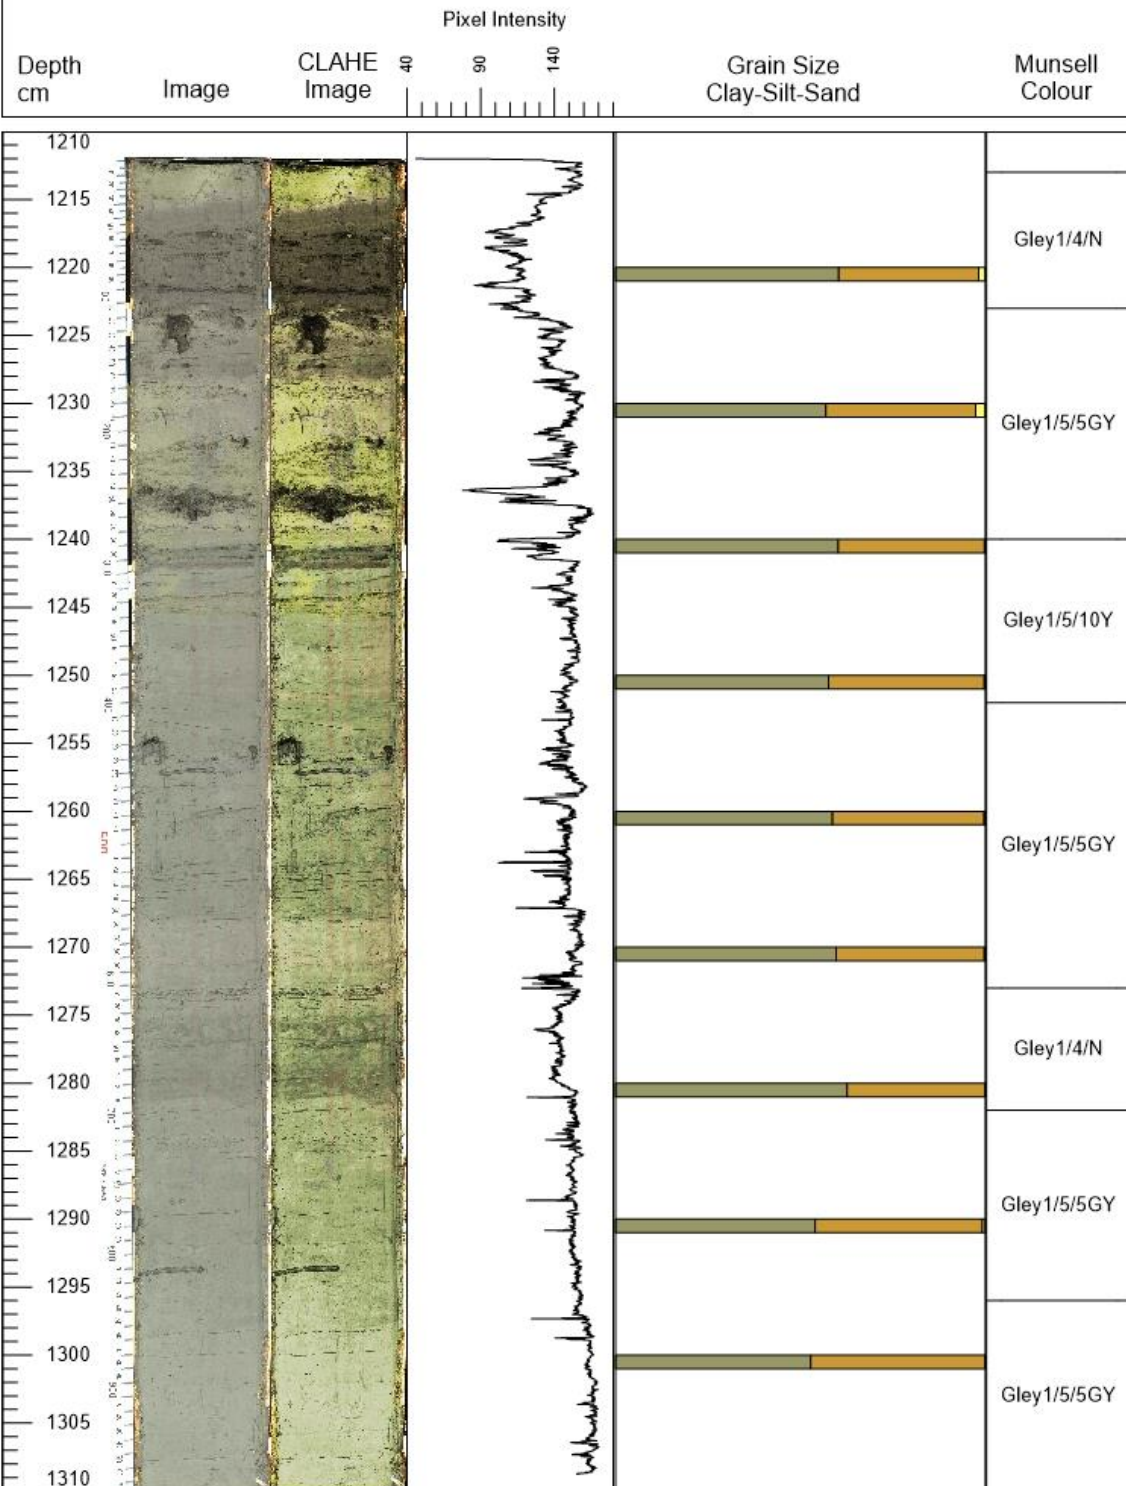 Pixel Intensity
Depth
cm
Image
CLAHE
Image
40
90
140
Grain Size
Clay-Silt-Sand
Munsell
Colour
1210
1215
Gley1/4/N
1220
1225
1230
Gley1/5/5GY
1235
1240
1245
Gley1/5/10Y
1250
1255
1260
Gley1/5/5GY
1265
1270
1275
Gley1/4/N
1280
1285
Gley1/5/5GY
1290
1295
1300
Gley1/5/5GY
1305
1310